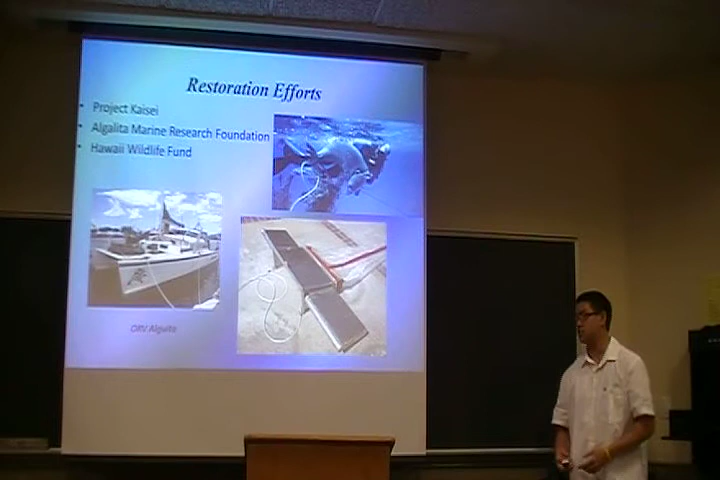 Restoration Efforts
• Project Kaisei
• Algalita Marine Research Foundation
• Hawaii Wildlife Fund
ORV Alguita